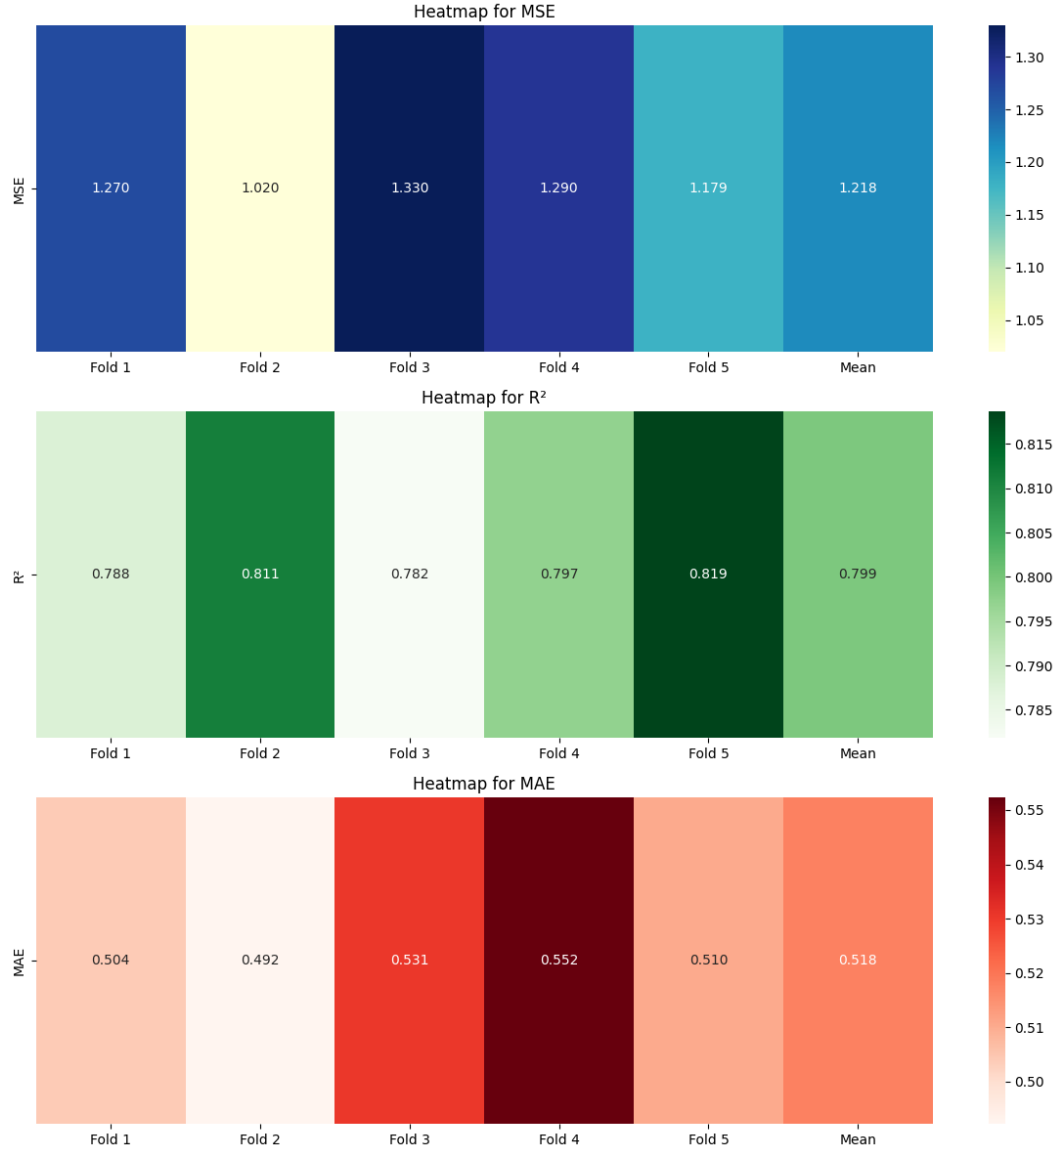 Heatmap for MSE
MSE
1.270 1.020 1.330 1.290 1.179 1.218
Fold 1 Fold 2 Fold 3 Fold 4 Fold 5 Mean
1.30
1.25
1.20
1.15
1.10
1.05
Heatmap for R²
R²
0.788 0.811 0.782 0.797 0.819 0.799
Fold 1 Fold 2 Fold 3 Fold 4 Fold 5 Mean
0.815
0.810
0.805
0.800
0.795
0.790
0.785
Heatmap for MAE
MAE
0.504 0.492 0.531 0.552 0.510 0.518
Fold 1 Fold 2 Fold 3 Fold 4 Fold 5 Mean
0.55
0.54
0.53
0.52
0.51
0.50